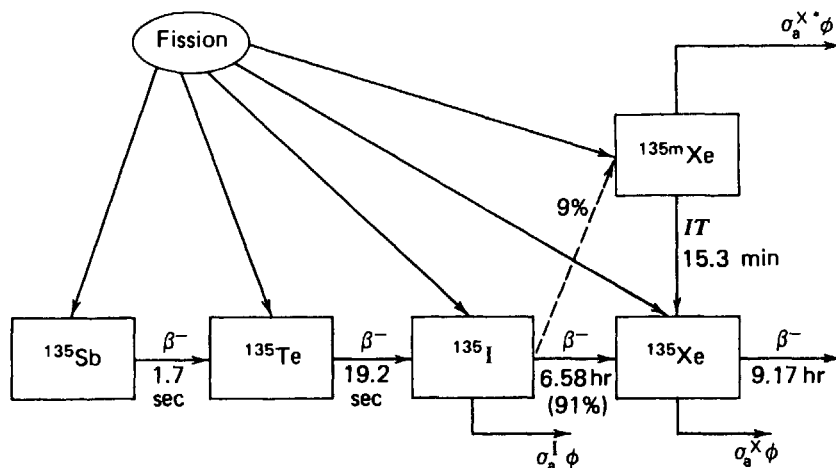 Fission
σₐˣ*ϕ
¹³⁵ᵐXe
9%
IT
15.3 min
¹³⁵Sb
β⁻
1.7
sec
¹³⁵Te
β⁻
19.2
sec
¹³⁵I
β⁻
6.58 hr
(91%)
¹³⁵Xe
β⁻
9.17 hr
σₐᴵ ϕ
σₐˣϕ